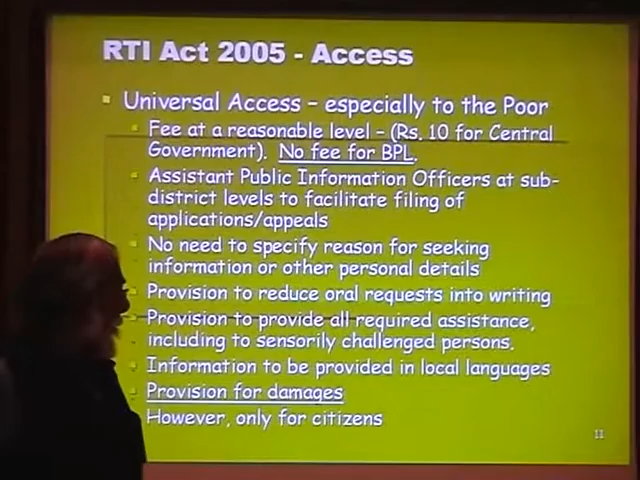 RTI Act 2005 - Access
Universal Access – especially to the Poor
Fee at a reasonable level – (Rs. 10 for Central
Government). No fee for BPL.
Assistant Public Information Officers at sub-
district levels to facilitate filing of
applications/appeals
No need to specify reason for seeking
information or other personal details
Provision to reduce oral requests into writing
Provision to provide all required assistance,
including to sensorily challenged persons.
Information to be provided in local languages
Provision for damages
However, only for citizens
11